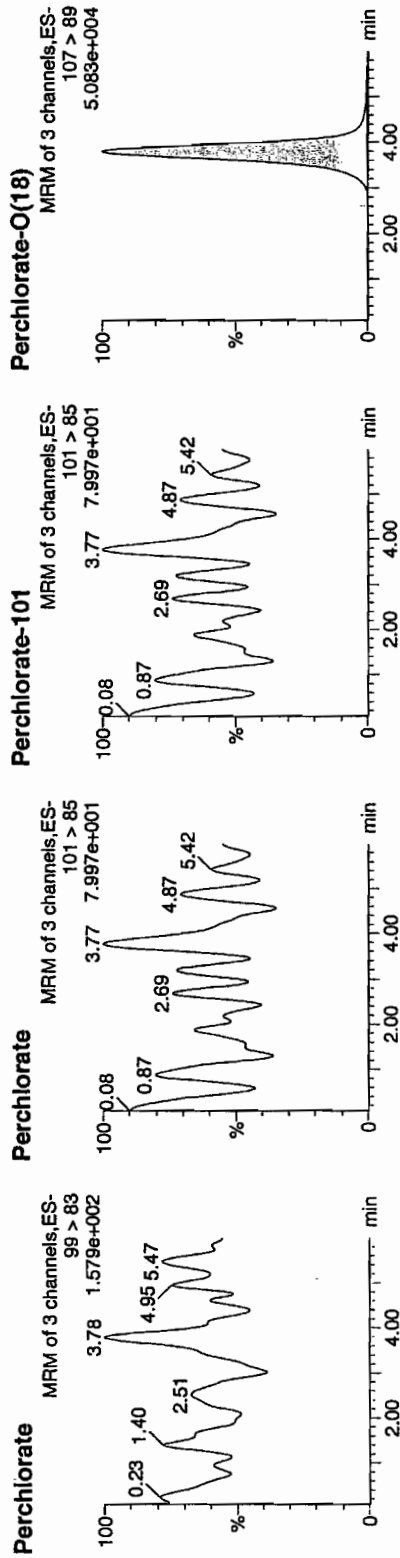 Perchlorate
MRM of 3 channels,ES-
99 > 83
1.579e+002
100
3.78
0.23
1.40
2.51
4.95
5.47
%
0
2.00
4.00
min
Perchlorate
MRM of 3 channels,ES-
101 > 85
7.997e+001
100
3.77
0.08
0.87
2.69
4.87
5.42
%
0
2.00
4.00
min
Perchlorate-101
MRM of 3 channels,ES-
101 > 85
7.997e+001
100
3.77
0.08
0.87
2.69
4.87
5.42
%
0
2.00
4.00
min
Perchlorate-O(18)
MRM of 3 channels,ES-
107 > 89
5.083e+004
100
%
0
2.00
4.00
min